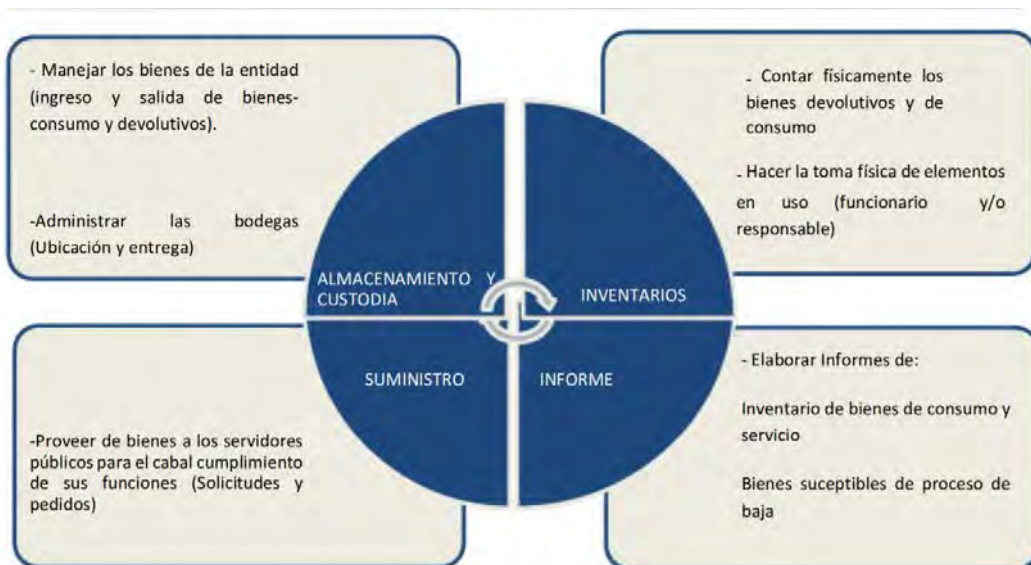 - Manejar los bienes de la entidad
(ingreso y salida de bienes-
consumo y devolutivos).
-Administrar las bodegas
(Ubicación y entrega)
- Contar físicamente los
bienes devolutivos y de
consumo
- Hacer la toma física de elementos
en uso (funcionario y/o
responsable)
ALMACENAMIENTO Y
CUSTODIA
INVENTARIOS
SUMINISTRO
INFORME
-Proveer de bienes a los servidores
públicos para el cabal cumplimiento
de sus funciones (Solicitudes y
pedidos)
- Elaborar Informes de:
Inventario de bienes de consumo y
servicio
Bienes suceptibles de proceso de
baja